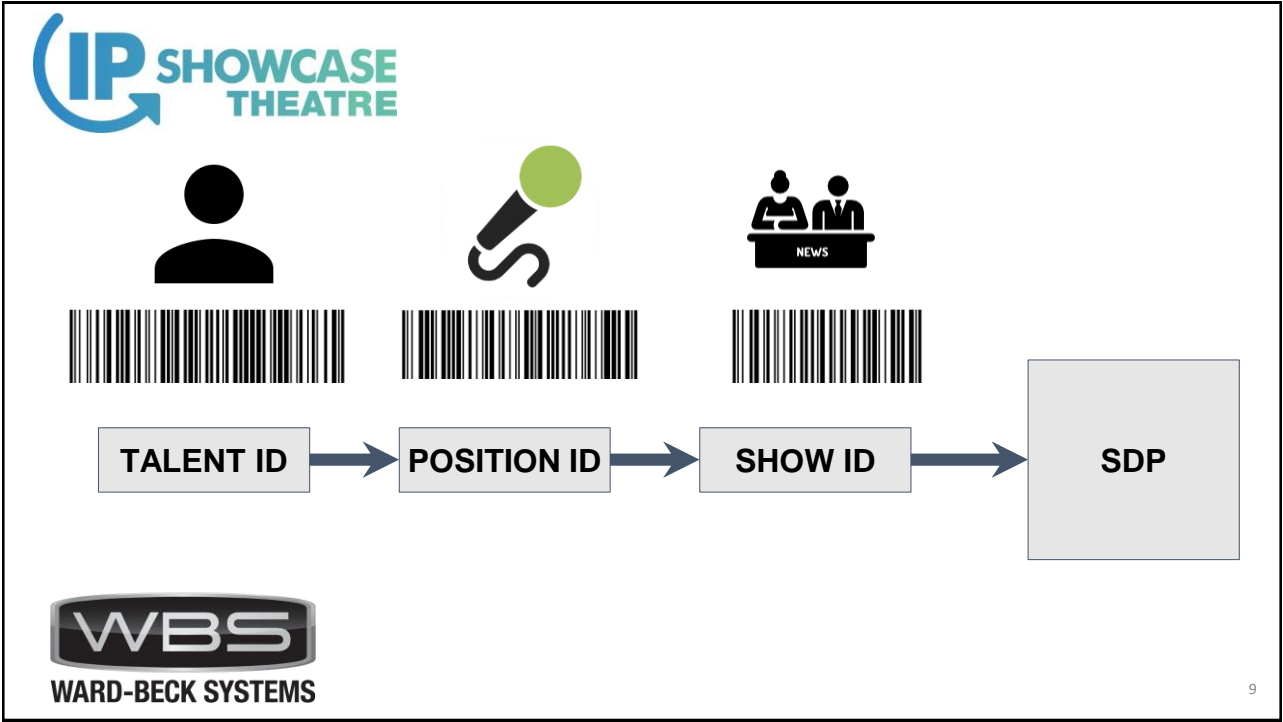 IP SHOWCASE
THEATRE
NEWS
TALENT ID
POSITION ID
SHOW ID
SDP
WBS
WARD-BECK SYSTEMS
9